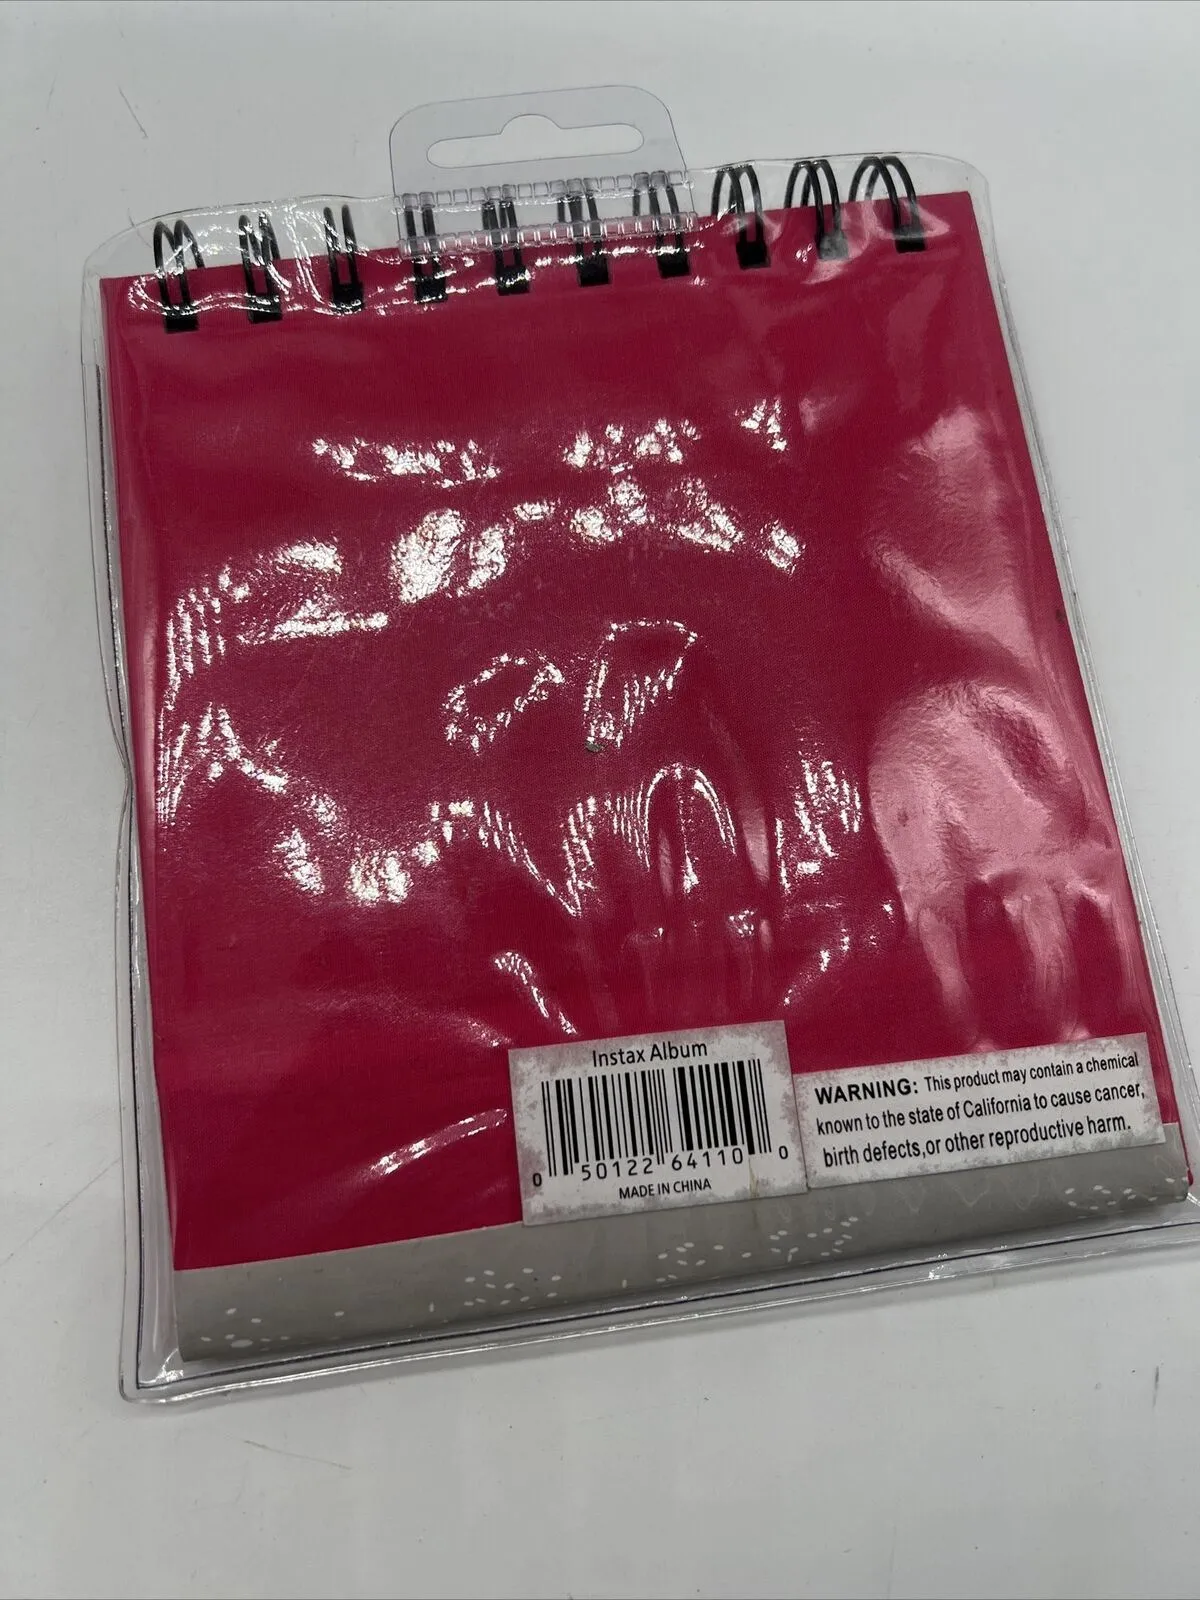 Instax Album
0 50122 64110 0
MADE IN CHINA
WARNING: This product may contain a chemical
known to the state of California to cause cancer,
birth defects,or other reproductive harm.